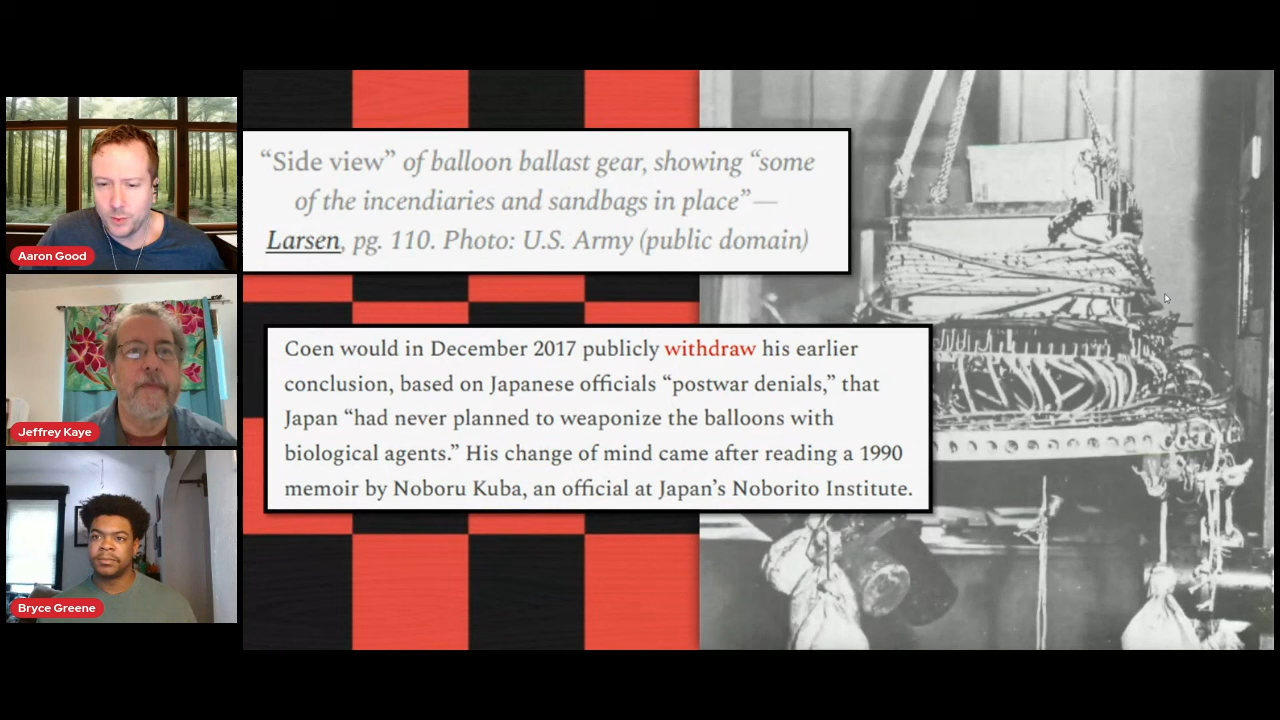 Aaron Good
Jeffrey Kaye
Bryce Greene
“Side view” of balloon ballast gear, showing “some
of the incendiaries and sandbags in place”—
Larsen, pg. 110. Photo: U.S. Army (public domain)
Coen would in December 2017 publicly withdraw his earlier
conclusion, based on Japanese officials “postwar denials,” that
Japan “had never planned to weaponize the balloons with
biological agents.” His change of mind came after reading a 1990
memoir by Noboru Kuba, an official at Japan’s Noborito Institute.